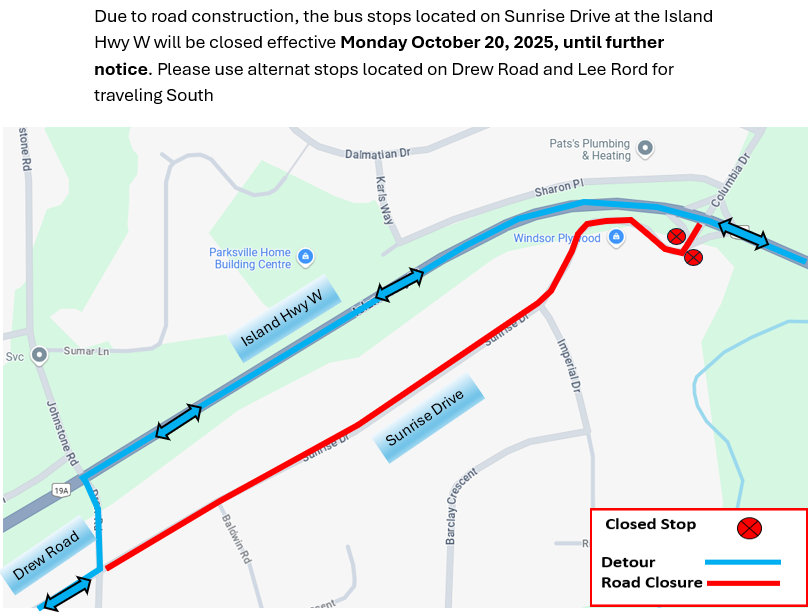 Due to road construction, the bus stops located on Sunrise Drive at the Island
Hwy W will be closed effective Monday October 20, 2025, until further
notice. Please use alternat stops located on Drew Road and Lee Rord for
traveling South
stone Rd
Dalmatian Dr
Pat's Plumbing
& Heating
Karls Way
Sharon Pl
Columbia Dr
Parksville Home
Building Centre
Windsor Plywood
Island Hwy W
Svc
Sumar Ln
Sunrise Dr
Imperial Dr
Johnstone Rd
Sunrise Drive
Sunrise Dr
19A
Barclay Crescent
Baldwin Rd
Drew Road
R
scent
Closed Stop
Detour
Road Closure